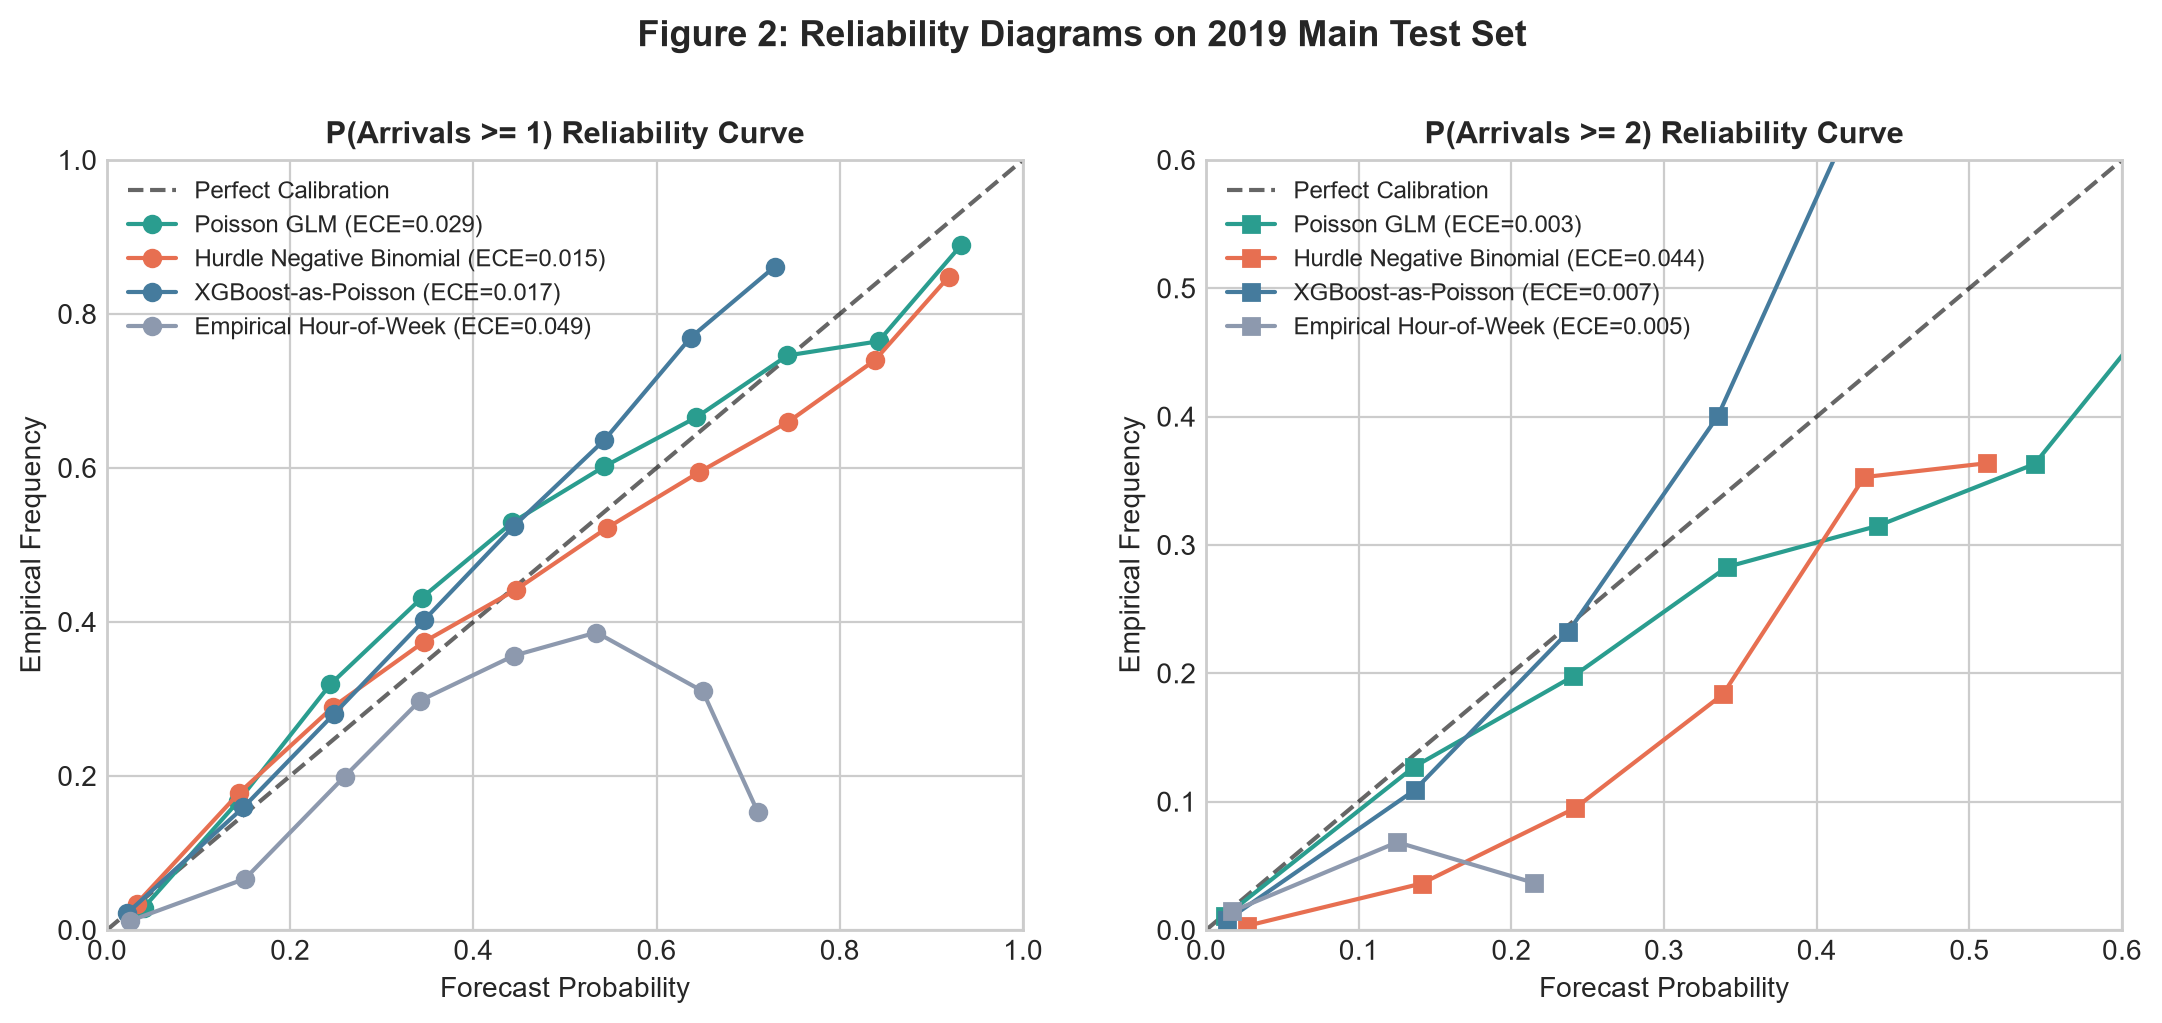 Figure 2: Reliability Diagrams on 2019 Main Test Set
P(Arrivals >= 1) Reliability Curve
1.0
0.8
0.6
0.4
0.2
0.0
Empirical Frequency
Perfect Calibration
Poisson GLM (ECE=0.029)
Hurdle Negative Binomial (ECE=0.015)
XGBoost-as-Poisson (ECE=0.017)
Empirical Hour-of-Week (ECE=0.049)
0.0 0.2 0.4 0.6 0.8 1.0
Forecast Probability
P(Arrivals >= 2) Reliability Curve
0.6
0.5
0.4
0.3
0.2
0.1
0.0
Empirical Frequency
Perfect Calibration
Poisson GLM (ECE=0.003)
Hurdle Negative Binomial (ECE=0.044)
XGBoost-as-Poisson (ECE=0.007)
Empirical Hour-of-Week (ECE=0.005)
0.0 0.1 0.2 0.3 0.4 0.5 0.6
Forecast Probability